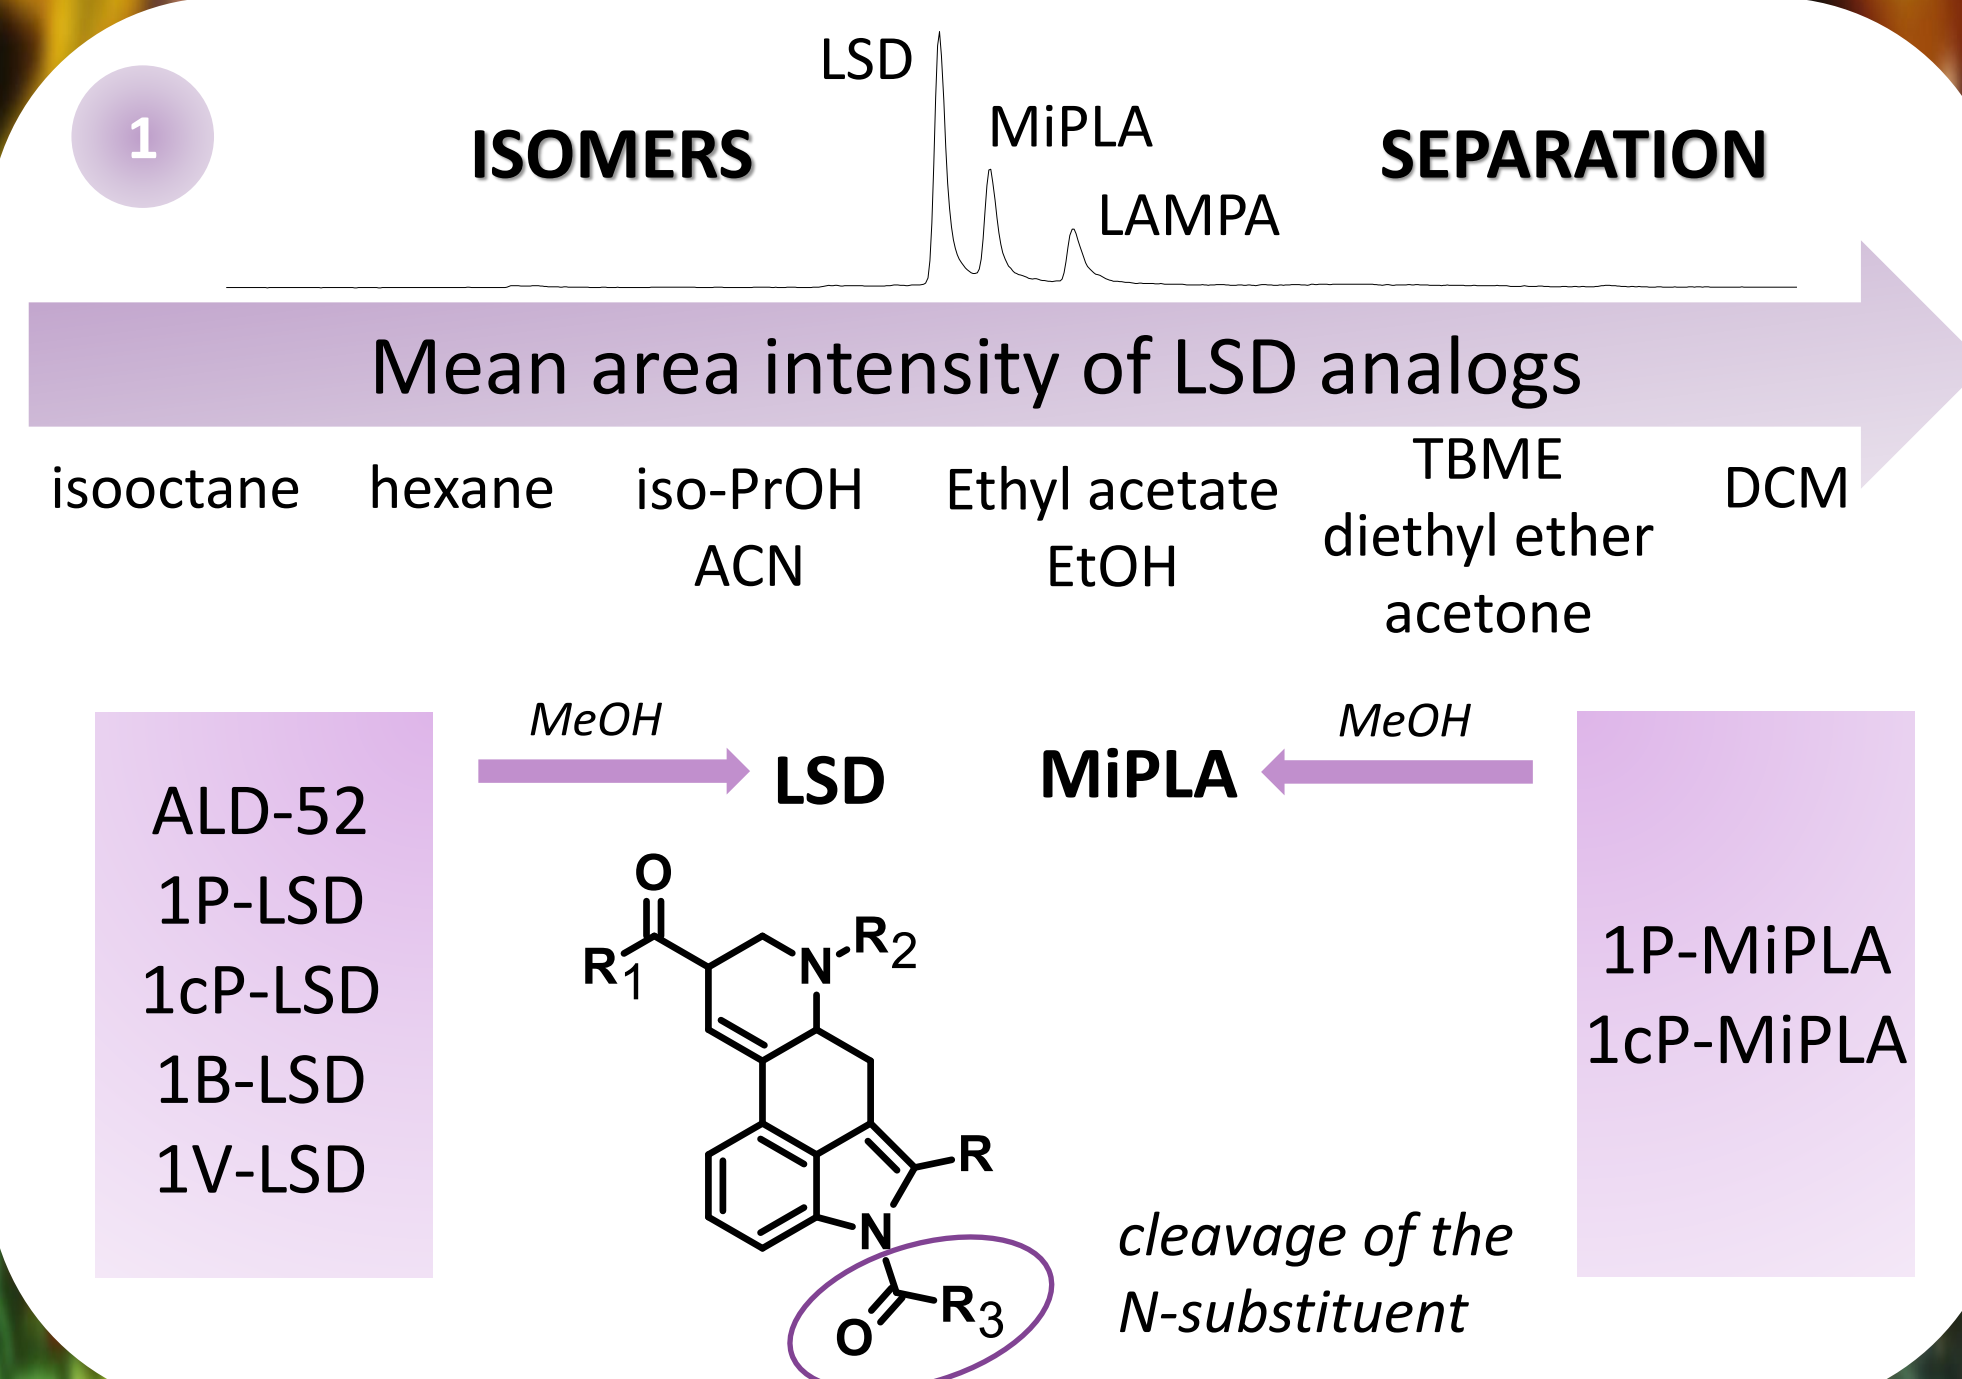 LSD
MiPLA
1
ISOMERS
SEPARATION
LAMPA
Mean area intensity of LSD analogs
isooctane
hexane
iso-PrOH
ACN
Ethyl acetate
EtOH
TBME
diethyl ether
acetone
DCM
ALD-52
1P-LSD
1cP-LSD
1B-LSD
1V-LSD
MeOH
LSD
MiPLA
MeOH
1P-MiPLA
1cP-MiPLA
O
R1
N
R2
R
N
O
R3
cleavage of the
N-substituent